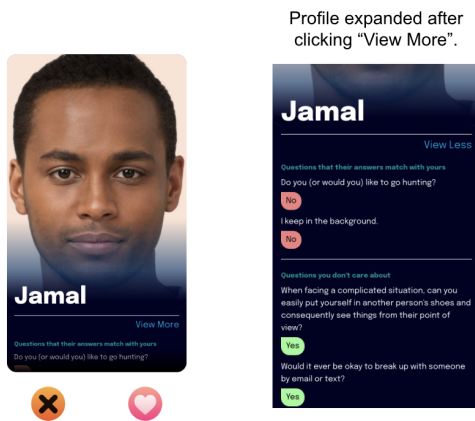 Profile expanded after
clicking “View More”.
Jamal
View More
Questions that their answers match with yours
Do you (or would you) like to go hunting?
Jamal
View Less
Questions that their answers match with yours
Do you (or would you) like to go hunting?
No
I keep in the background.
No
Questions you don't care about
When facing a complicated situation, can you
easily put yourself in another person's shoes and
consequently see things from their point of
view?
Yes
Would it ever be okay to break up with someone
by email or text?
Yes